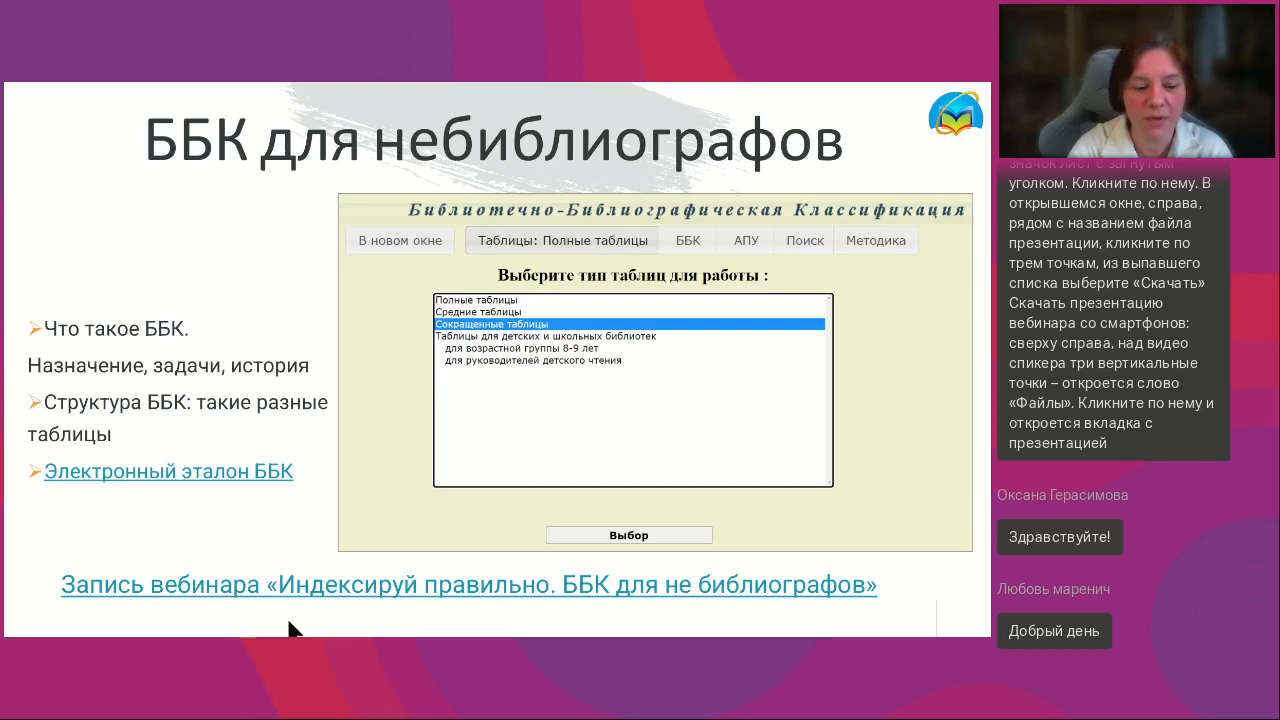 ББК для небиблиографов
Что такое ББК.
Назначение, задачи, история
Структура ББК: такие разные
таблицы
Электронный эталон ББК
Библиотечно-Библиографическая Классификация
В новом окне
Таблицы: Полные таблицы
ББК
АПУ
Поиск
Методика
Выберите тип таблиц для работы :
Полные таблицы
Средние таблицы
Сокращенные таблицы
Таблицы для детских и школьных библиотек
для возрастной группы 8-9 лет
для руководителей детского чтения
Выбор
Запись вебинара «Индексируй правильно. ББК для не библиографов»
значок лист с загнутым
уголком. Кликните по нему. В
открывшемся окне, справа,
рядом с названием файла
презентации, кликните по
трем точкам, из выпавшего
списка выберите «Скачать»
Скачать презентацию
вебинара со смартфонов:
сверху справа, над видео
спикера три вертикальные
точки – откроется слово
«Файлы». Кликните по нему и
откроется вкладка с
презентацией
Оксана Герасимова
Здравствуйте!
Любовь маренич
Добрый день